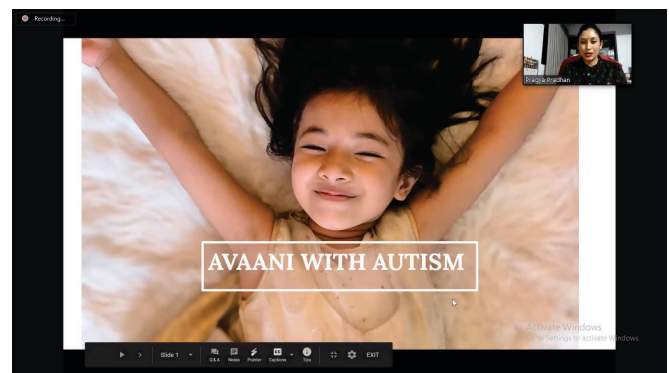 Recording...
Pragya Pradhan
AVAANI WITH AUTISM
Activate Windows
Go to Settings to activate Windows.
Slide 1
Q&A Notes Pointer Captions Tips EXIT